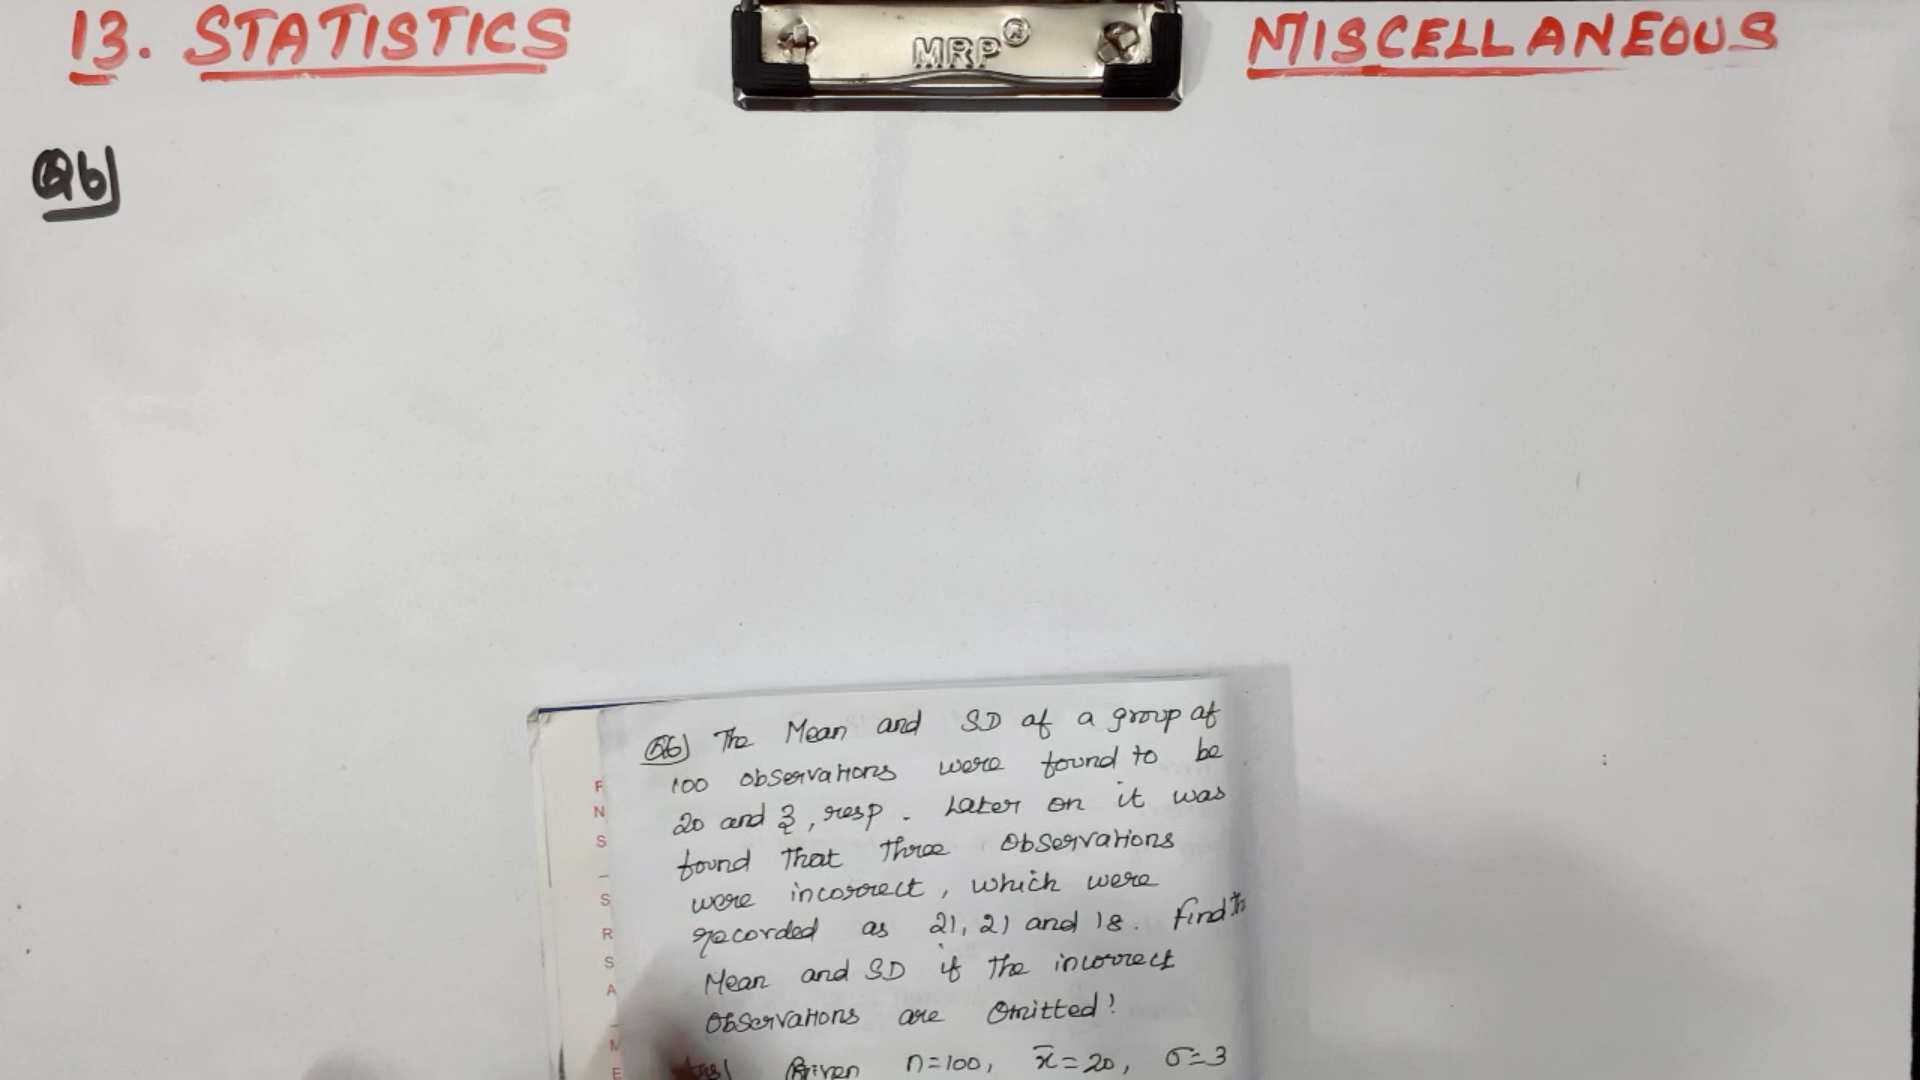 13. STATISTICS
MRP®
MISCELLANEOUS
Q6)
Q6) The Mean and SD of a group of
100 observations were found to be
20 and 3, resp. Later on it was
found that three observations
were incorrect, which were
recorded as 21, 21 and 18. Find the
Mean and SD if the incorrect
observations are omitted!
Ans) Given n=100, x̄=20, σ=3
F
N
S
_
S
R
S
A
_
M
E